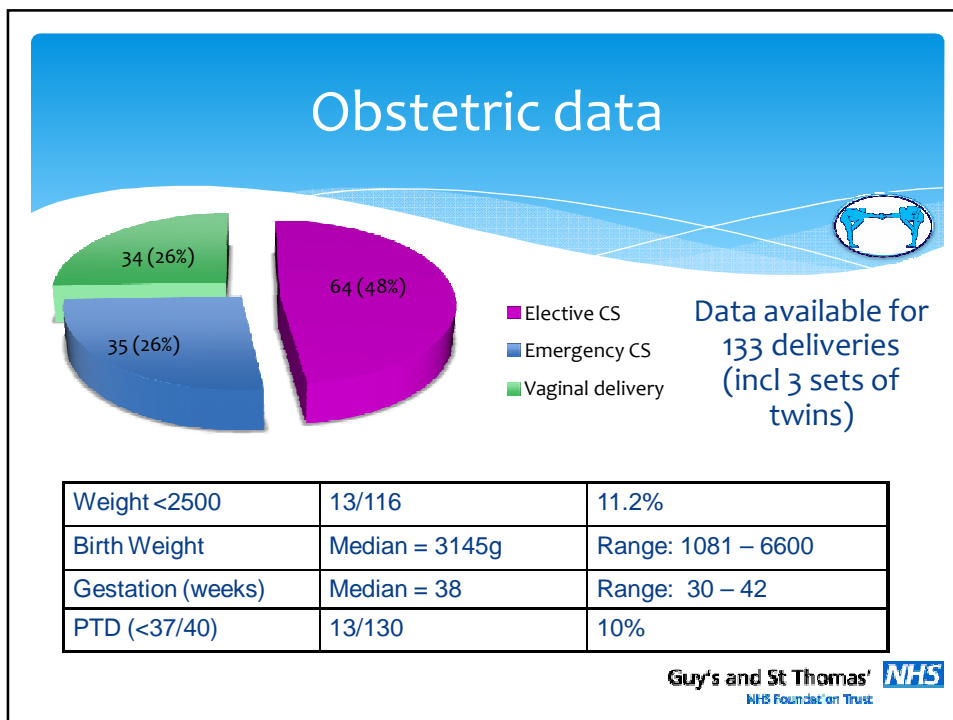 Obstetric data
34 (26%)
64 (48%)
35 (26%)
Elective CS
Emergency CS
Vaginal delivery
Data available for
133 deliveries
(incl 3 sets of
twins)
Weight <2500 13/116 11.2%
Birth Weight Median = 3145g Range: 1081 – 6600
Gestation (weeks) Median = 38 Range: 30 – 42
PTD (<37/40) 13/130 10%
Guy's and St Thomas' NHS
NHS Foundation Trust